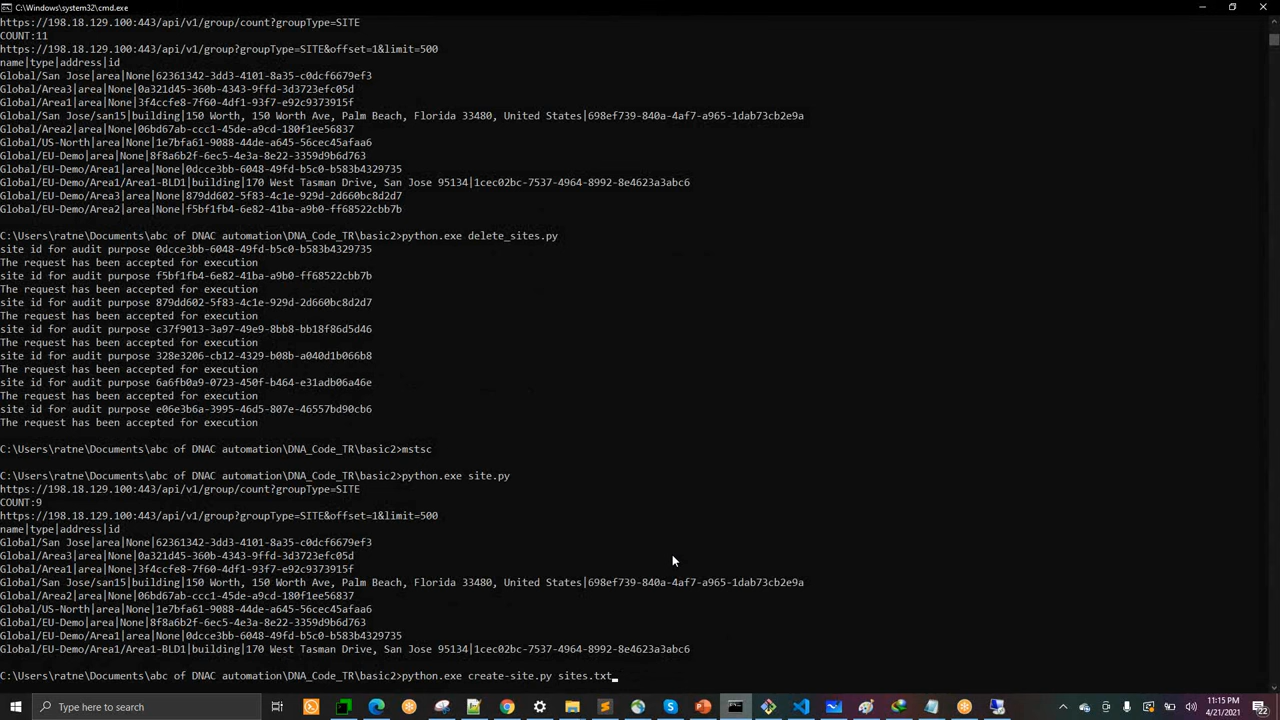 C:\Windows\system32\cmd.exe
https://198.18.129.100:443/api/v1/group/count?groupType=SITE
COUNT:11
https://198.18.129.100:443/api/v1/group?groupType=SITE&offset=1&limit=500
name|type|address|id
Global/San Jose|area|None|62361342-3dd3-4101-8a35-c0dcf6679ef3
Global/Area3|area|None|0a321d45-360b-4343-9ffd-3d3723efc05d
Global/Area1|area|None|3f4ccfe8-7f60-4df1-93f7-e92c9373915f
Global/San Jose/san15|building|150 Worth, 150 Worth Ave, Palm Beach, Florida 33480, United States|698ef739-840a-4af7-a965-1dab73cb2e9a
Global/Area2|area|None|06bd67ab-ccc1-45de-a9cd-180f1ee56837
Global/US-North|area|None|1e7bfa61-9088-44de-a645-56cec45aafa6
Global/EU-Demo|area|None|8f8a6b2f-6ec5-4e3a-8e22-3359d9b6d763
Global/EU-Demo/Area1|area|None|0dcce3bb-6048-49fd-b5c0-b583b4329735
Global/EU-Demo/Area1/Area1-BLD1|building|170 West Tasman Drive, San Jose 95134|1cec02bc-7537-4964-8992-8e4623a3abc6
Global/EU-Demo/Area3|area|None|879dd602-5f83-4c1e-929d-2d660bc8d2d7
Global/EU-Demo/Area2|area|None|f5bf1fb4-6e82-41ba-a9b0-ff68522cbb7b
C:\Users\ratne\Documents\abc of DNAC automation\DNA_Code_TR\basic2>python.exe delete_sites.py
site id for audit purpose 0dcce3bb-6048-49fd-b5c0-b583b4329735
The request has been accepted for execution
site id for audit purpose f5bf1fb4-6e82-41ba-a9b0-ff68522cbb7b
The request has been accepted for execution
site id for audit purpose 879dd602-5f83-4c1e-929d-2d660bc8d2d7
The request has been accepted for execution
site id for audit purpose c37f9013-3a97-49e9-8bb8-bb18f86d5d46
The request has been accepted for execution
site id for audit purpose 328e3206-cb12-4329-b08b-a040d1b066b8
The request has been accepted for execution
site id for audit purpose 6a6fb0a9-0723-450f-b464-e31adb06a46e
The request has been accepted for execution
site id for audit purpose e06e3b6a-3995-46d5-807e-46557bd90cb6
The request has been accepted for execution
C:\Users\ratne\Documents\abc of DNAC automation\DNA_Code_TR\basic2>mstsc
C:\Users\ratne\Documents\abc of DNAC automation\DNA_Code_TR\basic2>python.exe site.py
https://198.18.129.100:443/api/v1/group/count?groupType=SITE
COUNT:9
https://198.18.129.100:443/api/v1/group?groupType=SITE&offset=1&limit=500
name|type|address|id
Global/San Jose|area|None|62361342-3dd3-4101-8a35-c0dcf6679ef3
Global/Area3|area|None|0a321d45-360b-4343-9ffd-3d3723efc05d
Global/Area1|area|None|3f4ccfe8-7f60-4df1-93f7-e92c9373915f
Global/San Jose/san15|building|150 Worth, 150 Worth Ave, Palm Beach, Florida 33480, United States|698ef739-840a-4af7-a965-1dab73cb2e9a
Global/Area2|area|None|06bd67ab-ccc1-45de-a9cd-180f1ee56837
Global/US-North|area|None|1e7bfa61-9088-44de-a645-56cec45aafa6
Global/EU-Demo|area|None|8f8a6b2f-6ec5-4e3a-8e22-3359d9b6d763
Global/EU-Demo/Area1|area|None|0dcce3bb-6048-49fd-b5c0-b583b4329735
Global/EU-Demo/Area1/Area1-BLD1|building|170 West Tasman Drive, San Jose 95134|1cec02bc-7537-4964-8992-8e4623a3abc6
C:\Users\ratne\Documents\abc of DNAC automation\DNA_Code_TR\basic2>python.exe create-site.py sites.txt
Type here to search
11:15 PM
4/21/2021